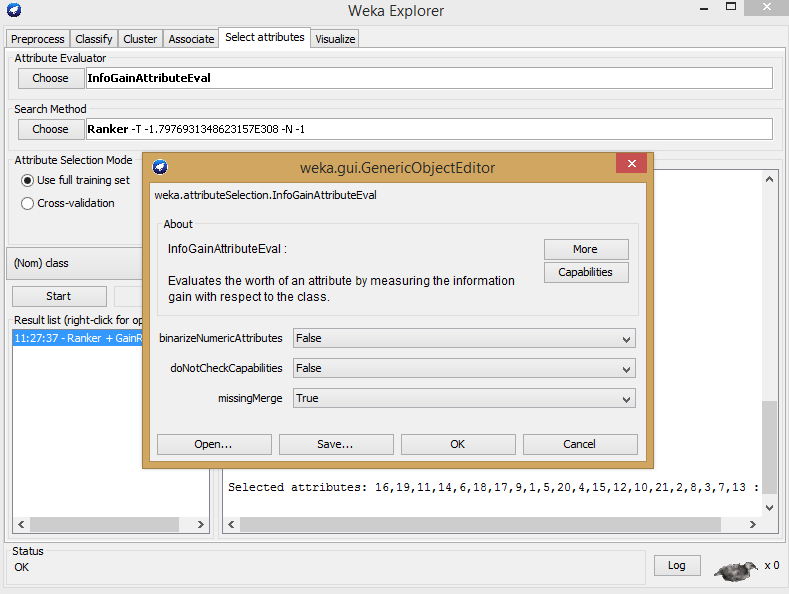 Weka Explorer
Preprocess Classify Cluster Associate Select attributes Visualize
Attribute Evaluator
Choose InfoGainAttributeEval
Search Method
Choose Ranker -T -1.7976931348623157E308 -N -1
Attribute Selection Mode
Use full training set
Cross-validation
(Nom) class
Start
Result list (right-click for op
11:27:37 - Ranker + GainR
weka.gui.GenericObjectEditor
weka.attributeSelection.InfoGainAttributeEval
About
InfoGainAttributeEval :
More
Capabilities
Evaluates the worth of an attribute by measuring the information
gain with respect to the class.
binarizeNumericAttributes False
doNotCheckCapabilities False
missingMerge True
Open... Save... OK Cancel
Selected attributes: 16,19,11,14,6,18,17,9,1,5,20,4,15,12,10,21,2,8,3,7,13 :
Status
OK
Log
x 0